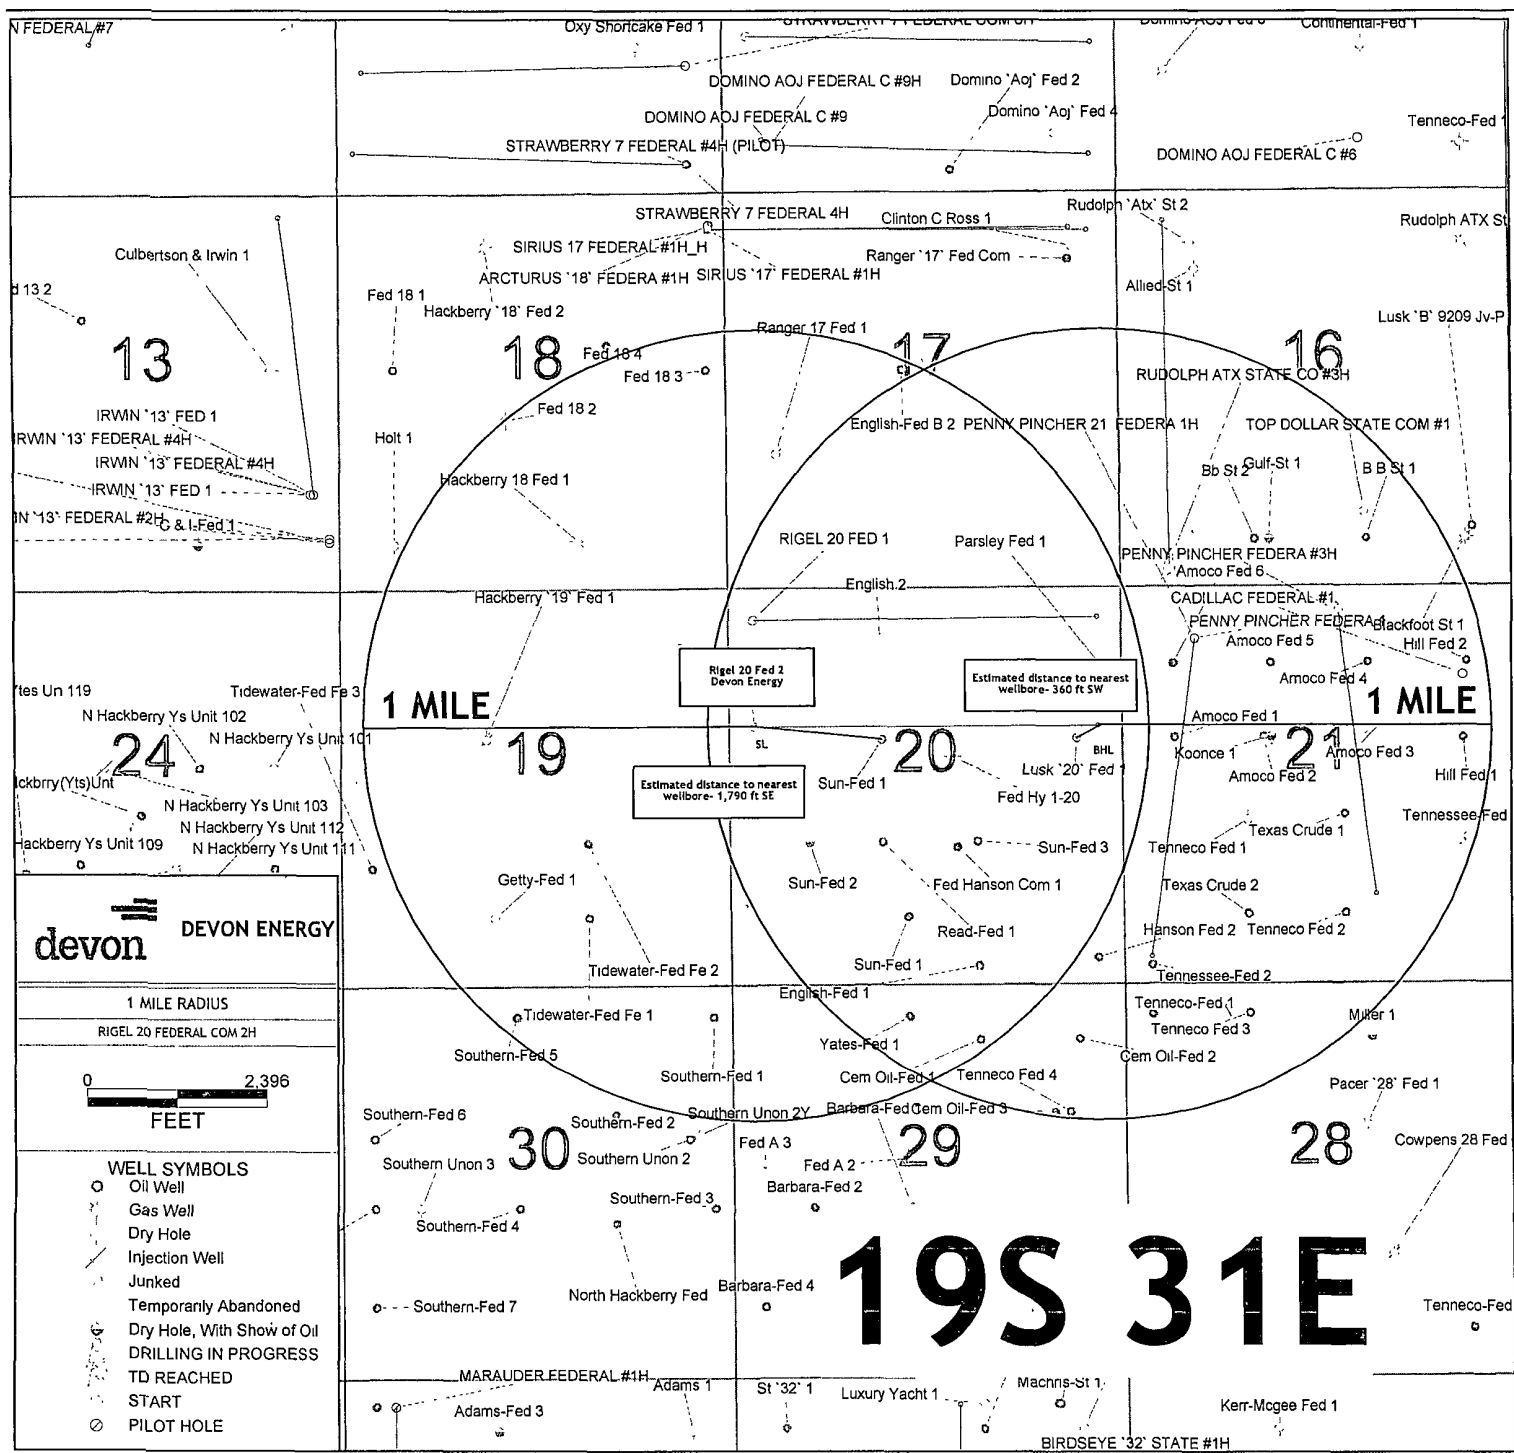 N FEDERAL #7
Oxy Shortcake Fed 1
STRAWBERRY 7 FEDERAL COM 3H
Domino AOJ Fed 3
Continental-Fed 1
DOMINO AOJ FEDERAL C #9H
Domino `Aoj` Fed 2
DOMINO AOJ FEDERAL C #9
Domino `Aoj` Fed 4
Tenneco-Fed 1
STRAWBERRY 7 FEDERAL #4H (PILOT)
DOMINO AOJ FEDERAL C #6
STRAWBERRY 7 FEDERAL 4H
Clinton C Ross 1
Rudolph `Atx` St 2
Rudolph ATX St
Culbertson & Irwin 1
SIRIUS 17 FEDERAL #1H_H
Ranger `17` Fed Com
ARCTURUS `18` FEDERA #1H
SIRIUS `17` FEDERAL #1H
Allied-St 1
d 13 2
Fed 18 1
Hackberry `18` Fed 2
Lusk `B` 9209 Jv-P
Ranger 17 Fed 1
13
18
17
16
Fed 18 4
Fed 18 3
RUDOLPH ATX STATE CO #3H
IRWIN `13` FED 1
Fed 18 2
English-Fed B 2
PENNY PINCHER 21 FEDERA 1H
TOP DOLLAR STATE COM #1
IRWIN `13` FEDERAL #4H
Holt 1
IRWIN `13` FEDERAL #4H
Bb St 2
Gulf-St 1
B B St 1
IRWIN `13` FED 1
Hackberry 18 Fed 1
IN `13` FEDERAL #2H
C & I-Fed 1
RIGEL 20 FED 1
Parsley Fed 1
PENNY PINCHER FEDERA #3H
Amoco Fed 6
English 2
Hackberry `19` Fed 1
CADILLAC FEDERAL #1
PENNY PINCHER FEDERA
Blackfoot St 1
Amoco Fed 5
Hill Fed 2
Rigel 20 Fed 2
Devon Energy
Estimated distance to nearest
wellbore- 360 ft SW
Amoco Fed 4
Ytes Un 119
Tidewater-Fed Fe 3
1 MILE
1 MILE
N Hackberry Ys Unit 102
Amoco Fed 1
N Hackberry Ys Unit 101
24
19
SL
20
BHL
Koonce 1
21
Amoco Fed 3
Lusk `20` Fed 1
Amoco Fed 2
Hill Fed 1
ickbrry(Yts)Unt
Estimated distance to nearest
wellbore- 1,790 ft SE
Sun-Fed 1
Fed Hy 1-20
N Hackberry Ys Unit 103
N Hackberry Ys Unit 112
Texas Crude 1
Tennessee-Fed
Hackberry Ys Unit 109
N Hackberry Ys Unit 111
Sun-Fed 3
Tenneco Fed 1
Getty-Fed 1
Sun-Fed 2
Fed Hanson Com 1
Texas Crude 2
devon
DEVON ENERGY
Read-Fed 1
Hanson Fed 2
Tenneco Fed 2
Tidewater-Fed Fe 2
Sun-Fed 1
Tennessee-Fed 2
English-Fed 1
1 MILE RADIUS
Tidewater-Fed Fe 1
Tenneco-Fed 1
Tenneco Fed 3
Miller 1
RIGEL 20 FEDERAL COM 2H
Southern-Fed 5
Yates-Fed 1
Cem Oil-Fed 2
Southern-Fed 1
Cem Oil-Fed 1
Tenneco Fed 4
0
2,396
FEET
Pacer `28` Fed 1
Southern-Fed 6
Southern-Fed 2
Southern Unon 2Y
Barbara-Fed
Cem Oil-Fed 3
30
Fed A 3
29
28
Cowpens 28 Fed
Southern Unon 3
Southern Unon 2
Fed A 2
WELL SYMBOLS
Oil Well
Barbara-Fed 2
Southern-Fed 3
Gas Well
Southern-Fed 4
Dry Hole
Injection Well
19S 31E
Junked
North Hackberry Fed
Barbara-Fed 4
Temporarily Abandoned
Southern-Fed 7
Tenneco-Fed
Dry Hole, With Show of Oil
DRILLING IN PROGRESS
TD REACHED
MARAUDER FEDERAL #1H
Adams 1
St `32` 1
Luxury Yacht 1
Machris-St 1
START
Adams-Fed 3
Kerr-Mcgee Fed 1
PILOT HOLE
BIRDSEYE `32` STATE #1H